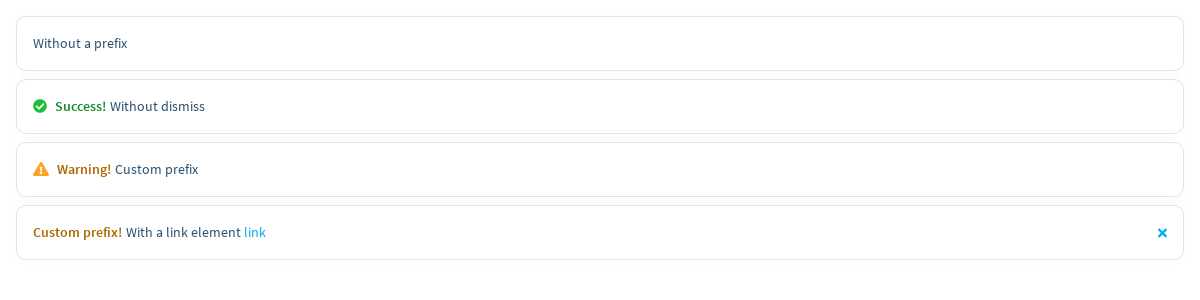 Without a prefix
Success! Without dismiss
Warning! Custom prefix
Custom prefix! With a link element link